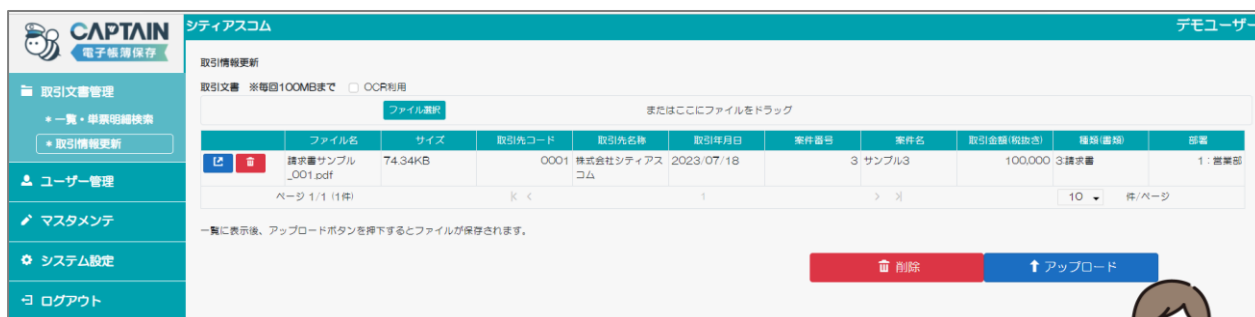 CAPTAIN
電子帳簿保存
シティアスコム
デモユーザー
取引文書管理
* 一覧・単票明細検索
* 取引情報更新
ユーザー管理
マスタメンテ
システム設定
ログアウト
取引情報更新
取引文書 ※毎回100MBまで OCR利用
ファイル選択 またはここにファイルをドラッグ
ファイル名 サイズ 取引先コード 取引先名称 取引年月日 案件番号 案件名 取引金額(税抜き) 種類(書類) 部署
請求書サンプル 74.34KB 0001 株式会社シティアス 2023/07/18 3 サンプル3 100,000 3:請求書 1:営業部
_001.pdf コム
ページ 1/1 (1件) 1 10 件/ページ
一覧に表示後、アップロードボタンを押下するとファイルが保存されます。
削除 アップロード